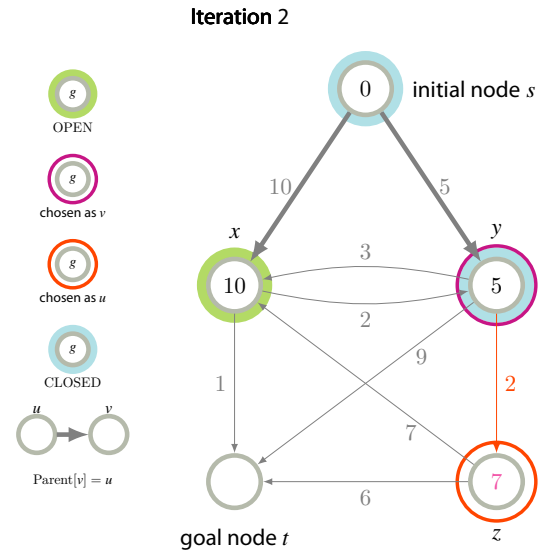 Iteration 2
g
OPEN
g
chosen as v
g
chosen as u
g
CLOSED
u v
Parent[v] = u
0
initial node s
10
5
x
y
3
10
5
2
9
1
2
7
7
6
goal node t
z